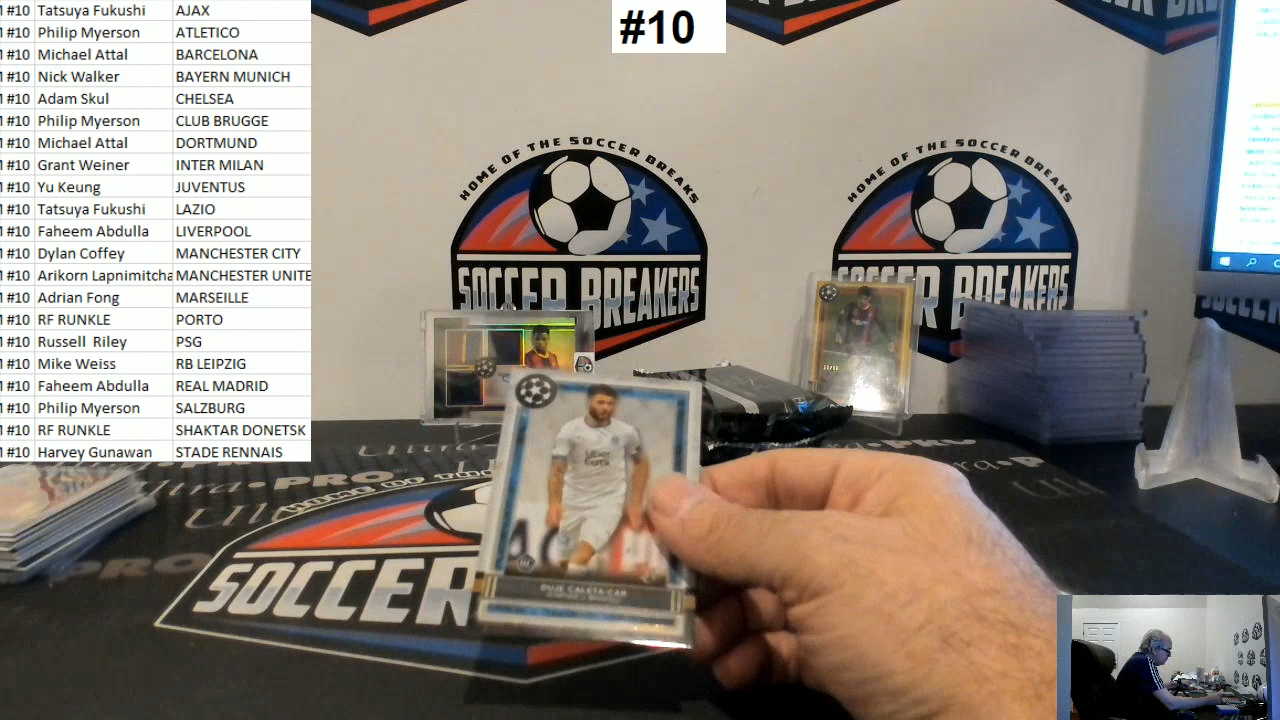 #10 Tatsuya Fukushi AJAX
#10 Philip Myerson ATLETICO
#10 Michael Attal BARCELONA
#10 Nick Walker BAYERN MUNICH
#10 Adam Skul CHELSEA
#10 Philip Myerson CLUB BRUGGE
#10 Michael Attal DORTMUND
#10 Grant Weiner INTER MILAN
#10 Yu Keung JUVENTUS
#10 Tatsuya Fukushi LAZIO
#10 Faheem Abdulla LIVERPOOL
#10 Dylan Coffey MANCHESTER CITY
#10 Arikorn Lapnimitcha MANCHESTER UNITE
#10 Adrian Fong MARSEILLE
#10 RF RUNKLE PORTO
#10 Russell Riley PSG
#10 Mike Weiss RB LEIPZIG
#10 Faheem Abdulla REAL MADRID
#10 Philip Myerson SALZBURG
#10 RF RUNKLE SHAKTAR DONETSK
#10 Harvey Gunawan STADE RENNAIS
#10
HOME OF THE SOCCER BREAKS
SOCCER BREAKERS
HOME OF THE SOCCER BREAKS
SOCCER BREAKERS
Uber
Eats
DUJE CALETA-CAR
HOME OF
SOCCER